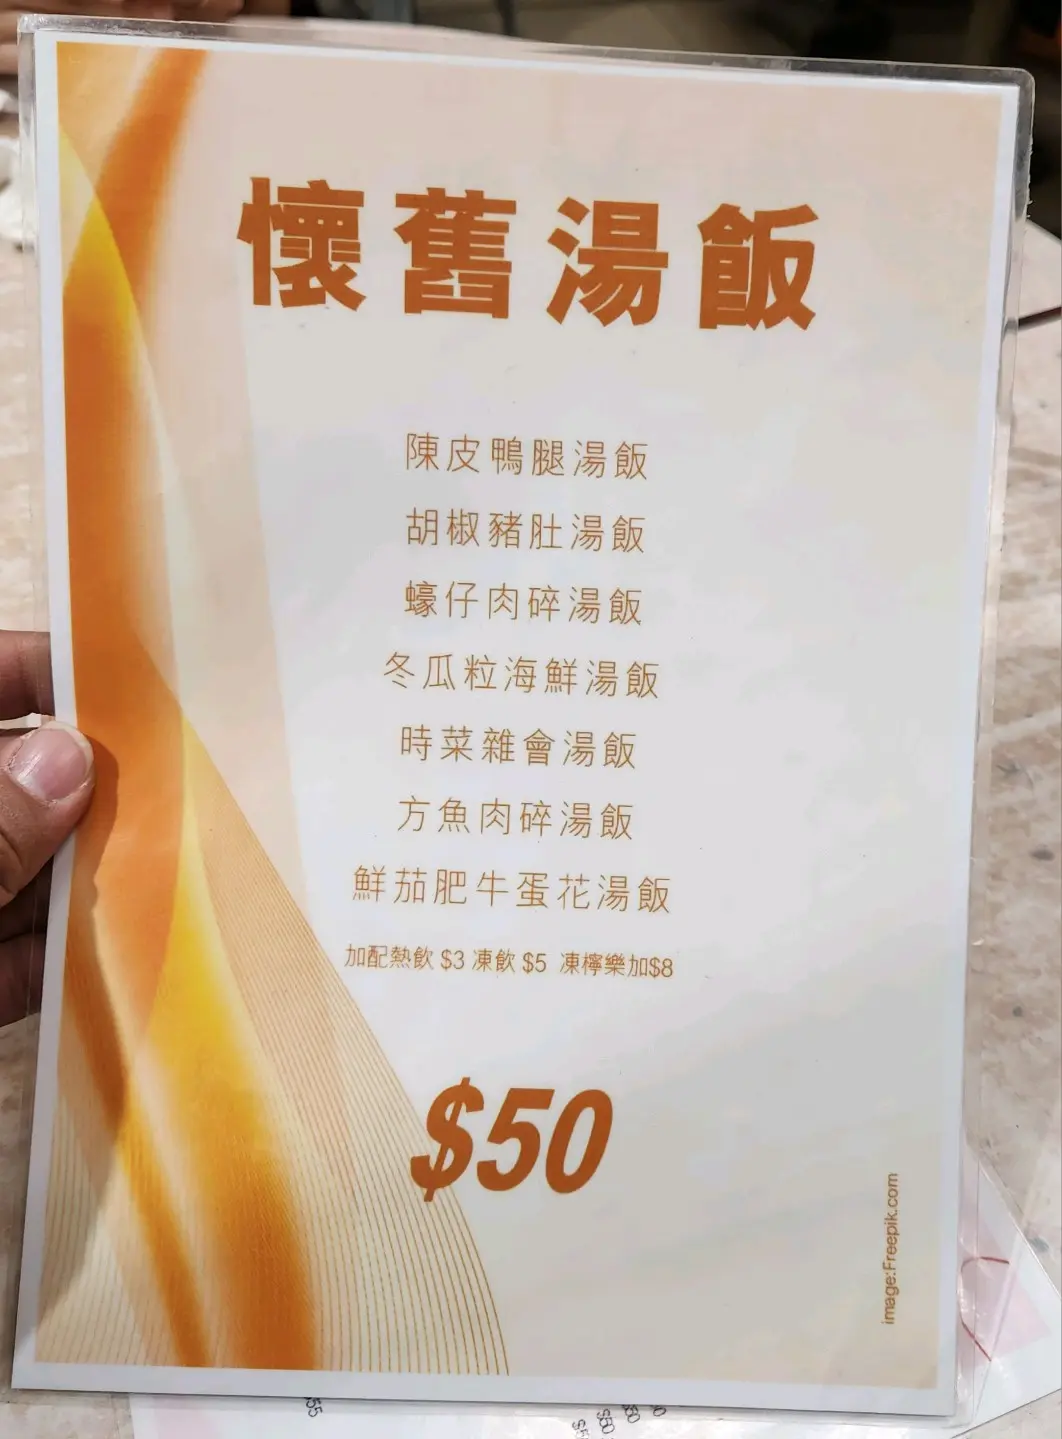 懷舊湯飯
陳皮鴨腿湯飯
胡椒豬肚湯飯
蠔仔肉碎湯飯
冬瓜粒海鮮湯飯
時菜雜會湯飯
方魚肉碎湯飯
鮮茄肥牛蛋花湯飯
加配熱飲 $3 凍飲 $5 凍檸樂加$8
$50
image:Freepik.com